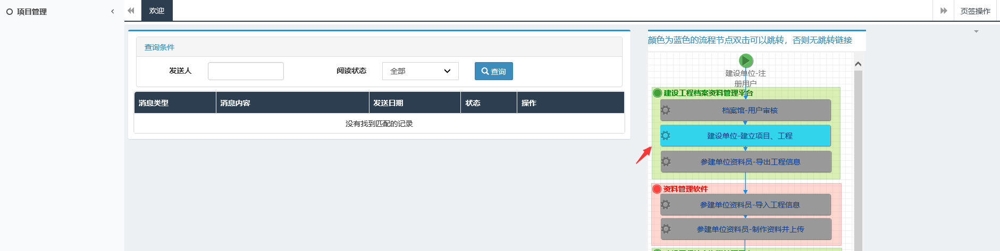 项目管理
欢迎
页签操作
查询条件
发送人
阅读状态
全部
查询
消息类型 消息内容 发送日期 状态 操作
没有找到匹配的记录
颜色为蓝色的流程节点双击可以跳转，否则无跳转链接
建设单位-注
册用户
建设工程档案资料管理平台
档案馆-用户审核
建设单位-建立项目、工程
参建单位资料员-导出工程信息
资料管理软件
参建单位资料员-导入工程信息
参建单位资料员-制作资料并上传